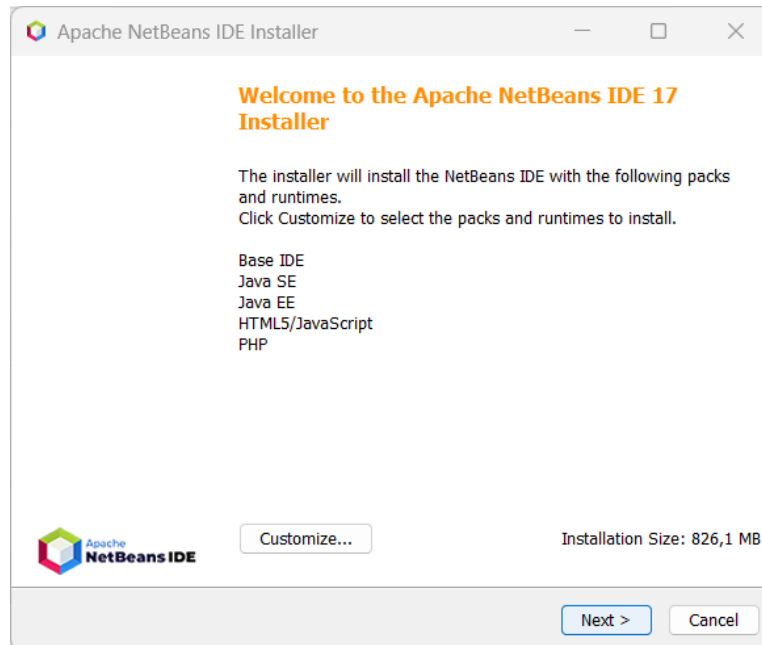 Apache NetBeans IDE Installer
Welcome to the Apache NetBeans IDE 17
Installer
The installer will install the NetBeans IDE with the following packs
and runtimes.
Click Customize to select the packs and runtimes to install.
Base IDE
Java SE
Java EE
HTML5/JavaScript
PHP
Apache
NetBeans IDE
Customize...
Installation Size: 826,1 MB
Next >
Cancel